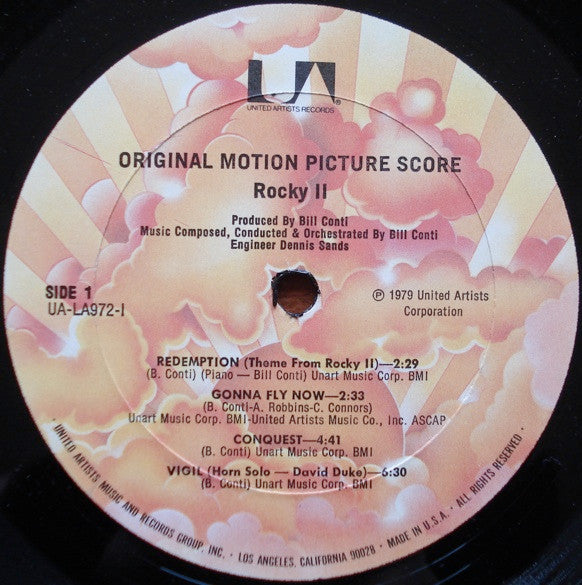 UA®
UNITED ARTISTS RECORDS
ORIGINAL MOTION PICTURE SCORE
Rocky II
Produced By Bill Conti
Music Composed, Conducted & Orchestrated By Bill Conti
Engineer Dennis Sands
SIDE 1
UA-LA972-I
℗ 1979 United Artists
Corporation
REDEMPTION (Theme From Rocky II)—2:29
(B. Conti) (Piano — Bill Conti) Unart Music Corp. BMI
GONNA FLY NOW—2:33
(B. Conti-A. Robbins-C. Connors)
Unart Music Corp. BMI-United Artists Music Co., Inc. ASCAP
CONQUEST—4:41
(B. Conti) Unart Music Corp. BMI
VIGIL (Horn Solo — David Duke)—6:30
(B. Conti) Unart Music Corp. BMI
UNITED ARTISTS MUSIC AND RECORDS GROUP, INC. · LOS ANGELES, CALIFORNIA 90028 · MADE IN U.S.A. · ALL RIGHTS RESERVED ·